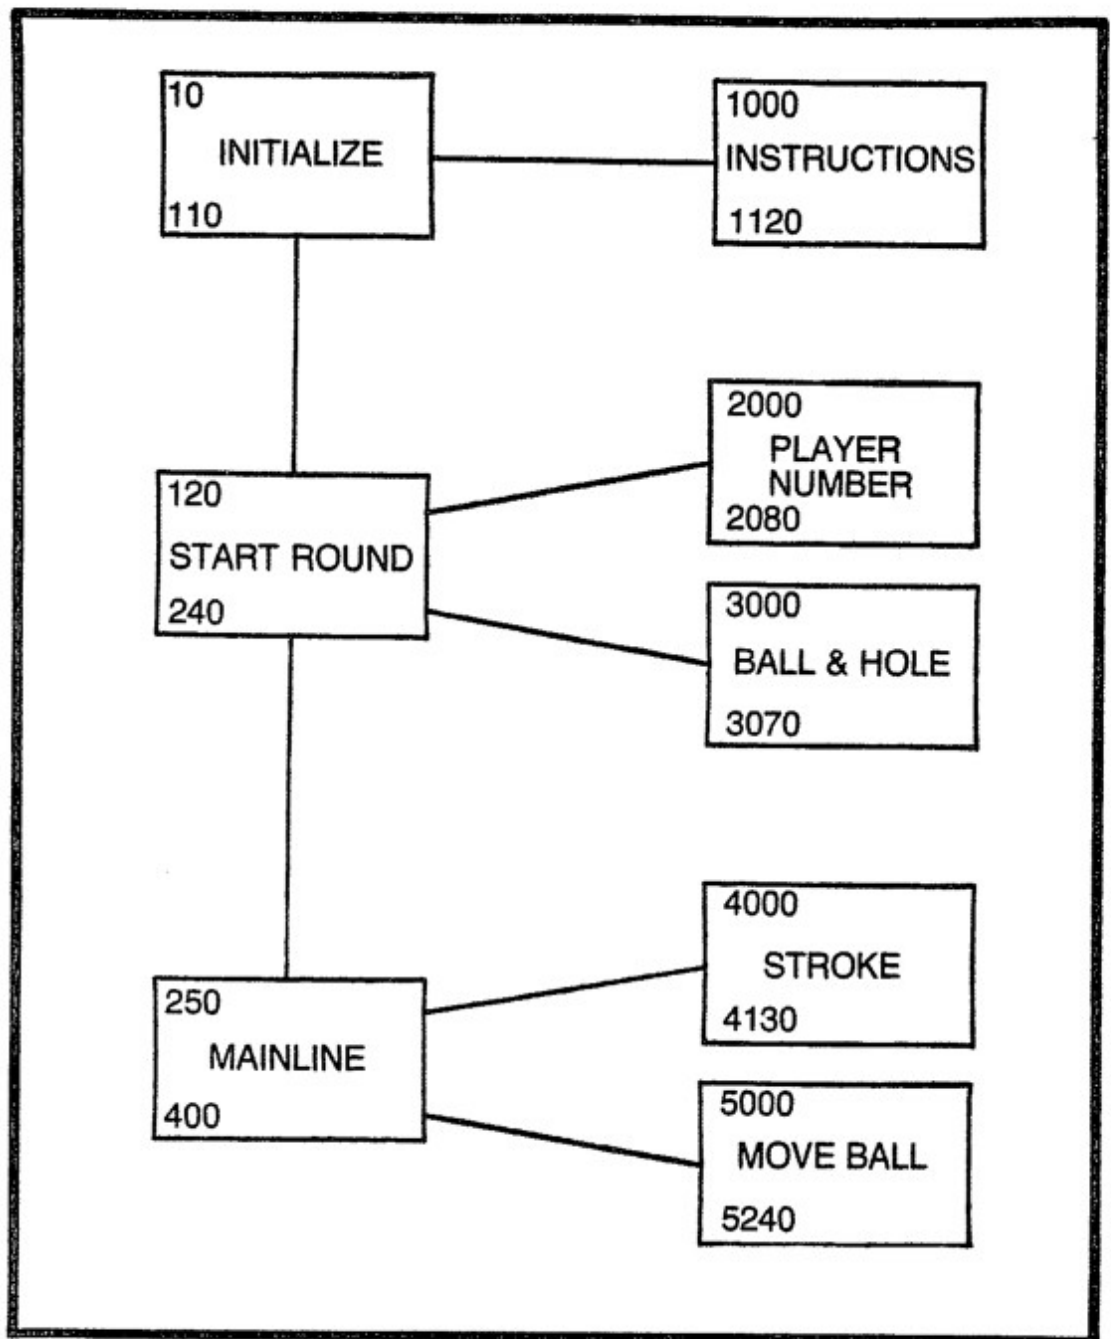 10
INITIALIZE
110
1000
INSTRUCTIONS
1120
120
START ROUND
240
2000
PLAYER
NUMBER
2080
3000
BALL & HOLE
3070
250
MAINLINE
400
4000
STROKE
4130
5000
MOVE BALL
5240